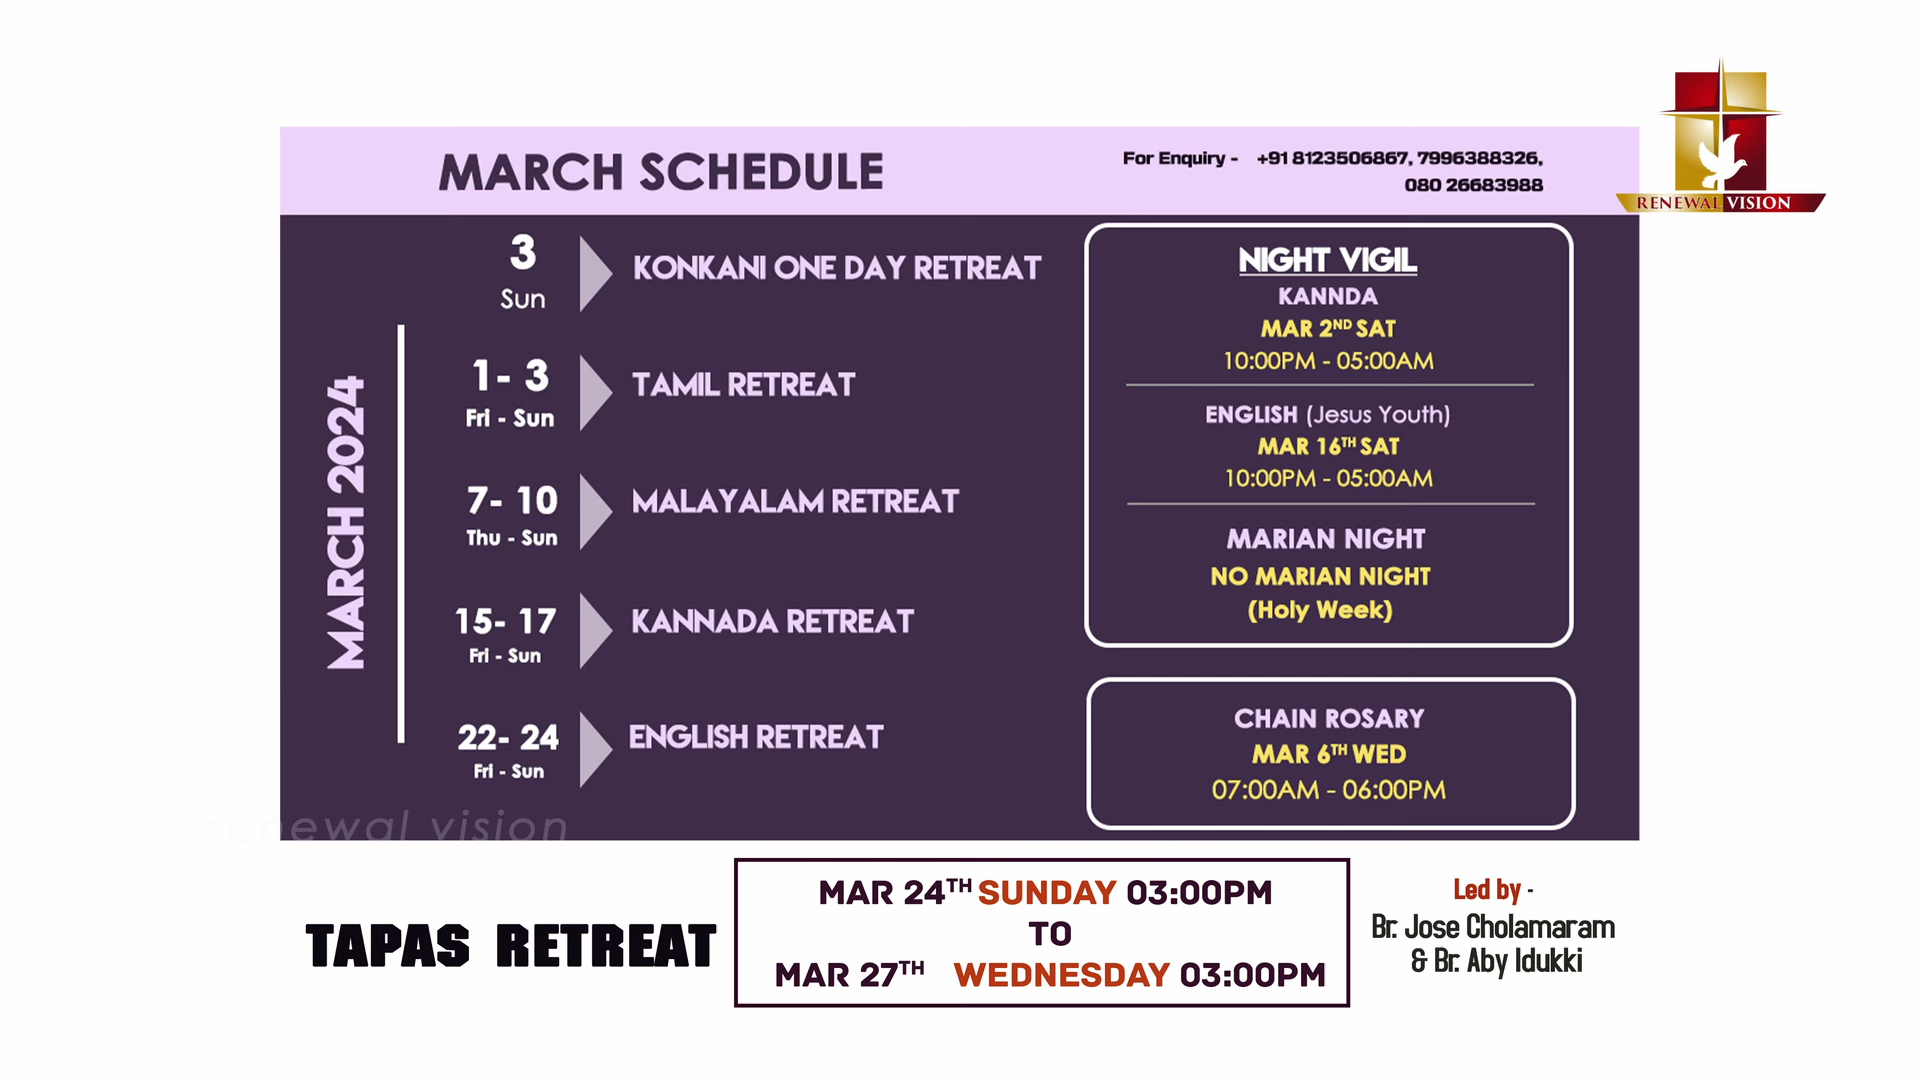 MARCH SCHEDULE
For Enquiry - +91 8123506867, 7996388326,
080 26683988
RENEWAL VISION
MARCH 2024
3
Sun
KONKANI ONE DAY RETREAT
1- 3
Fri - Sun
TAMIL RETREAT
7- 10
Thu - Sun
MALAYALAM RETREAT
15- 17
Fri - Sun
KANNADA RETREAT
22- 24
Fri - Sun
ENGLISH RETREAT
NIGHT VIGIL
KANNDA
MAR 2ND SAT
10:00PM - 05:00AM
ENGLISH (Jesus Youth)
MAR 16TH SAT
10:00PM - 05:00AM
MARIAN NIGHT
NO MARIAN NIGHT
(Holy Week)
CHAIN ROSARY
MAR 6TH WED
07:00AM - 06:00PM
renewal vision
TAPAS RETREAT
MAR 24TH SUNDAY 03:00PM
TO
MAR 27TH WEDNESDAY 03:00PM
Led by -
Br. Jose Cholamaram
& Br. Aby Idukki